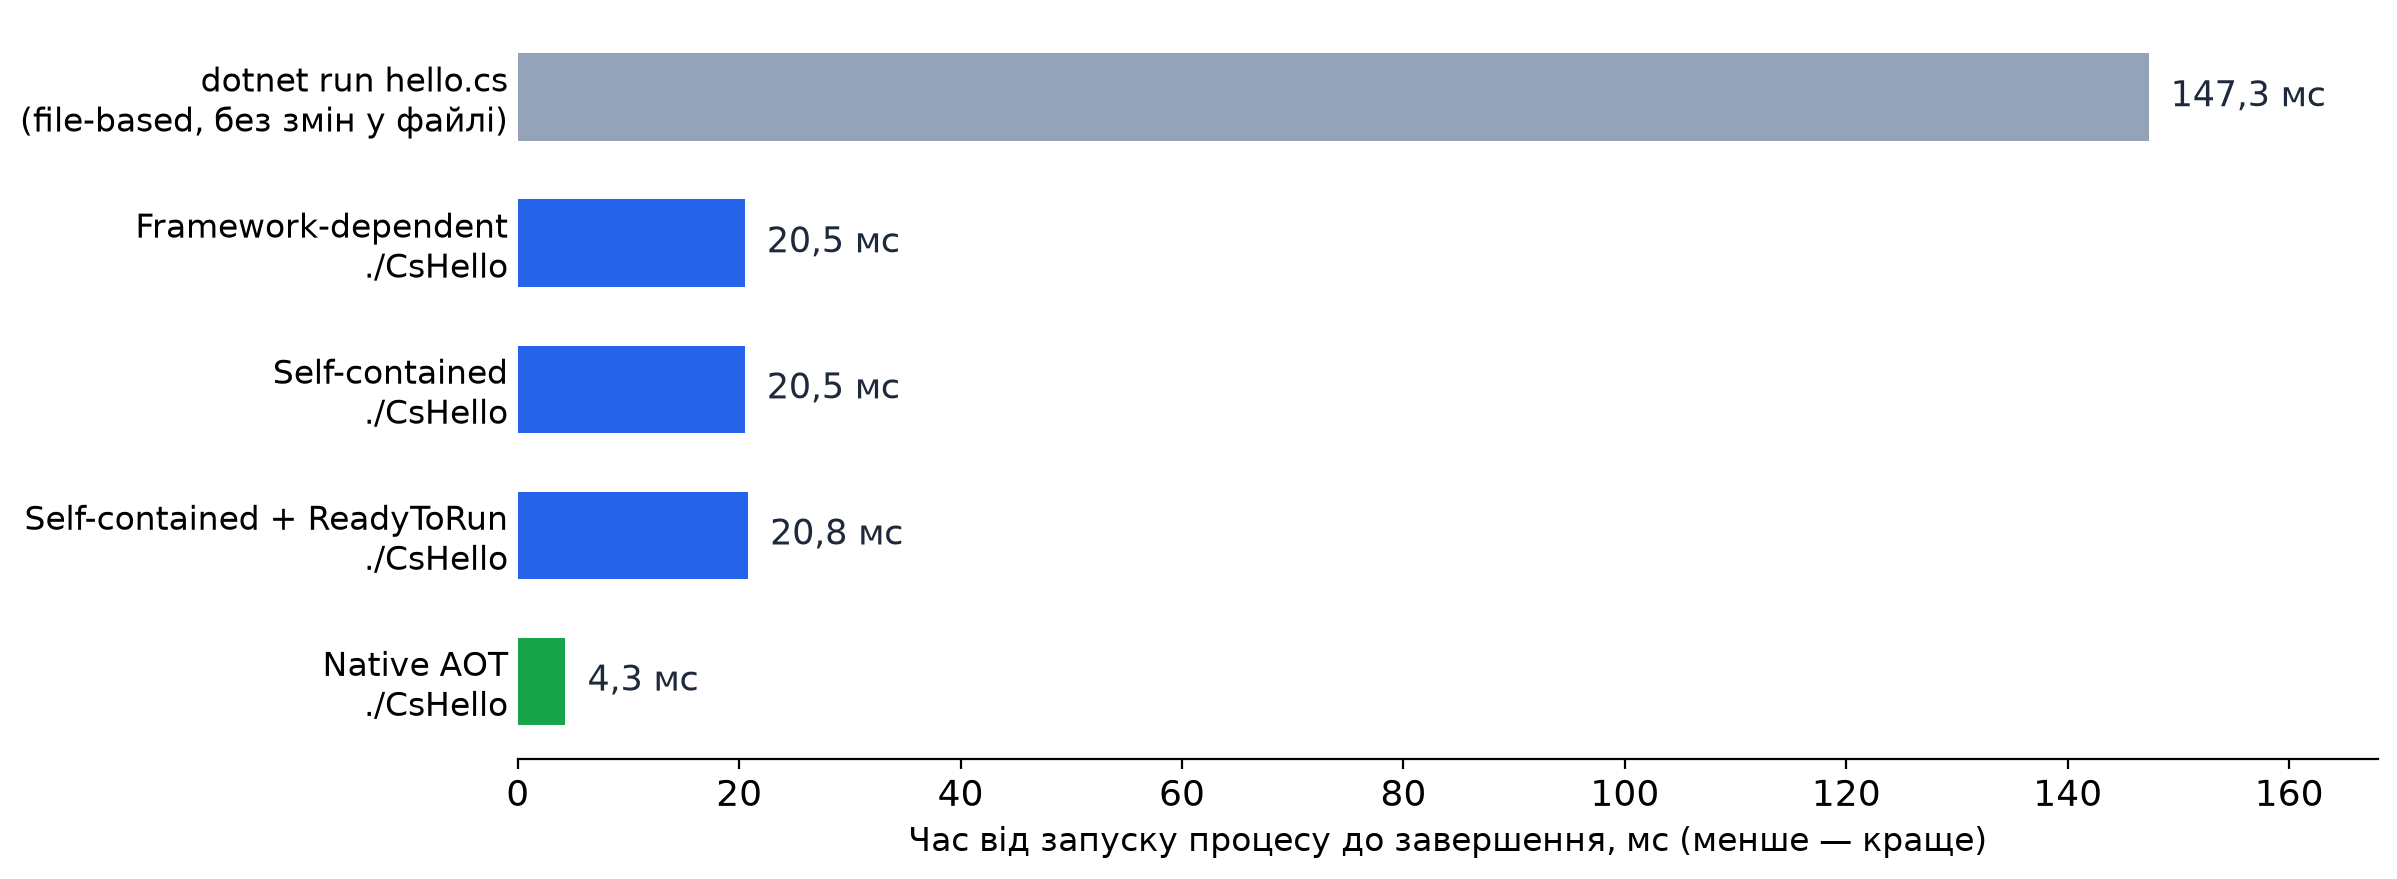 dotnet run hello.cs
(file-based, без змін у файлі)
147,3 мс
Framework-dependent
./CsHello
20,5 мс
Self-contained
./CsHello
20,5 мс
Self-contained + ReadyToRun
./CsHello
20,8 мс
Native AOT
./CsHello
4,3 мс
0 20 40 60 80 100 120 140 160
Час від запуску процесу до завершення, мс (менше — краще)